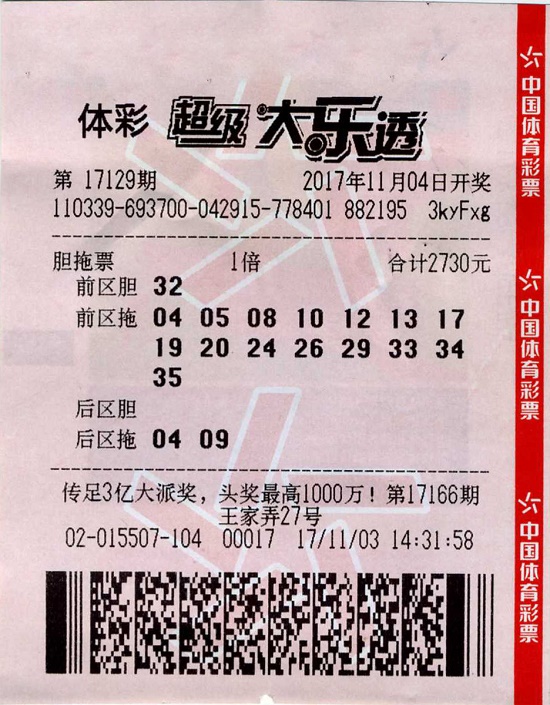 体彩 超级大乐透
第 17129期 2017年11月04日开奖
110339-693700-042915-778401 882195 3kyFxg
胆拖票 1倍 合计2730元
前区胆 32
前区拖 04 05 08 10 12 13 17
19 20 24 26 29 33 34
35
后区胆
后区拖 04 09
传足3亿大派奖，头奖最高1000万！第17166期
王家弄27号
02-015507-104 00017 17/11/03 14:31:58
中国体育彩票
中国体育彩票
中国体育彩票